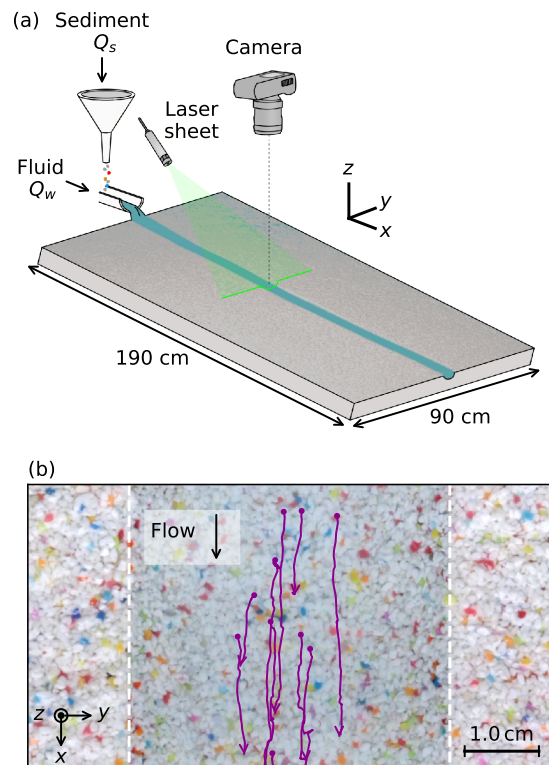 (a)
Sediment
Qs
Camera
Laser
sheet
Fluid
Qw
z
y
x
190 cm
90 cm
(b)
Flow
z
y
x
1.0 cm